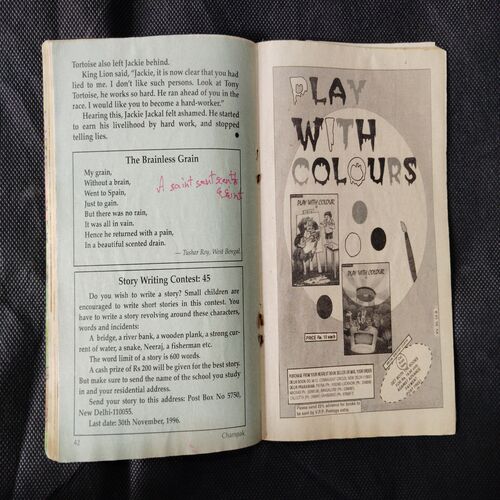 Tortoise also left Jackie behind.
King Lion said, "Jackie, it is now clear that you had
lied to me. I don't like such persons. Look at Tory
Tortoise, he works so hard. He ran ahead of you in the
race. I would like you to become a hard-worker."
Hearing this, Jackie Jackal felt ashamed. He started
to earn his livelihood by hard work, and stopped
telling lies.
The Brainless Grain
My grain,
Without a brain,
Went to Spain,
Just to gain.
But there was no rain,
It was all in vain.
Hence he returned with a pain,
In a beautiful scented drain.
— Tushar Roy, West Bengal.
A saint
Story Writing Contest: 45
Do you wish to write a story? Small children are
encouraged to write short stories in this contest. You
have to write a story revolving around these characters,
words and incidents:
A bridge, a river bank, a wooden plank, a strong cur-
rent of water, a snake, Neeraj, a fisherman etc.
The word limit of a story is 600 words.
A cash prize of Rs 200 will be given for the best story.
But make sure to send the name of the school you study
in and your residential address.
Send your story to this address: Post Box No 5750,
New Delhi-110055.
Last date: 30th November, 1996.
42
Champak
PLAY
WITH
COLOURS
PLAY WITH COLOUR
PLAY WITH COLOUR
PRICE Rs. 10 each